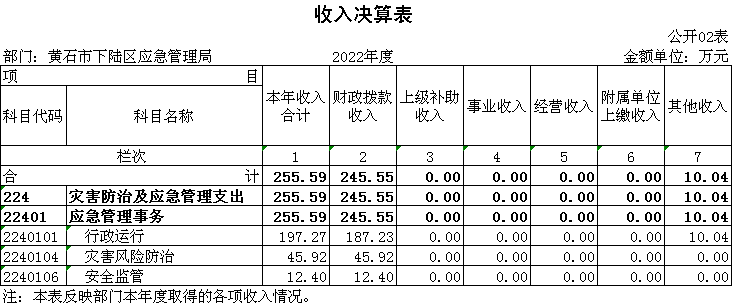 收入决算表
公开02表
部门：黄石市下陆区应急管理局 2022年度 金额单位：万元
项 目 本年收入合计 财政拨款收入 上级补助收入 事业收入 经营收入 附属单位上缴收入 其他收入
科目代码 科目名称
栏次 1 2 3 4 5 6 7
合 计 255.59 245.55 0.00 0.00 0.00 0.00 10.04
224 灾害防治及应急管理支出 255.59 245.55 0.00 0.00 0.00 0.00 10.04
22401 应急管理事务 255.59 245.55 0.00 0.00 0.00 0.00 10.04
2240101 行政运行 197.27 187.23 0.00 0.00 0.00 0.00 10.04
2240104 灾害风险防治 45.92 45.92 0.00 0.00 0.00 0.00 0.00
2240106 安全监管 12.40 12.40 0.00 0.00 0.00 0.00 0.00
注：本表反映部门本年度取得的各项收入情况。